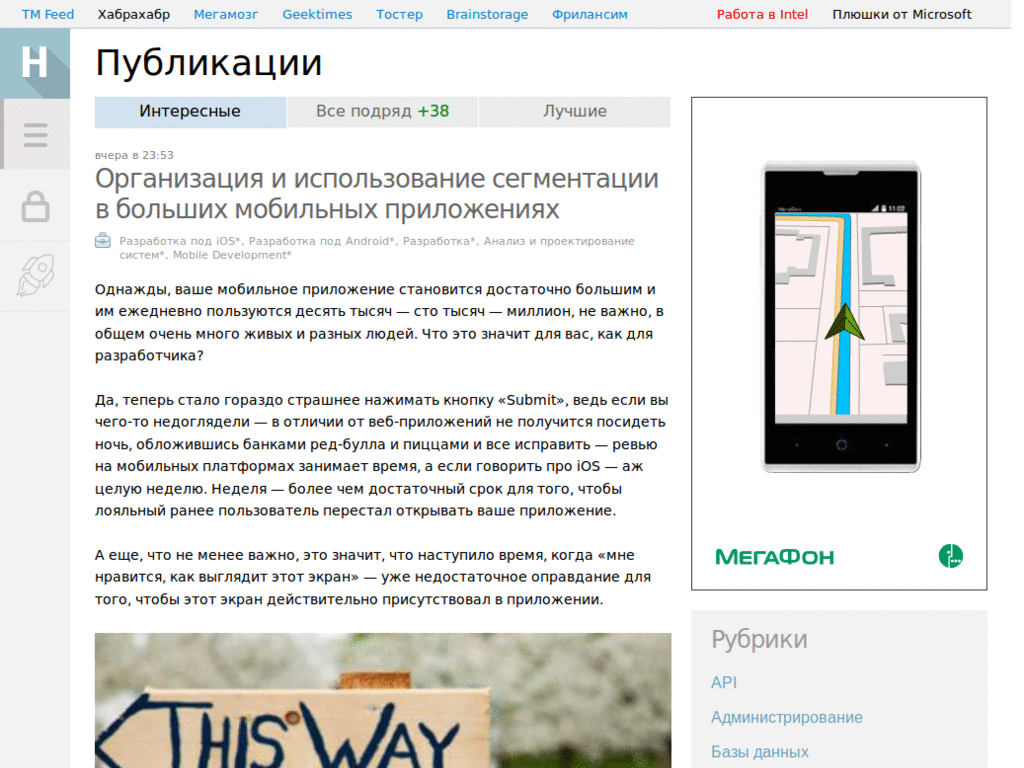 TM Feed Хабрахабр Мегамозг Geektimes Тостер Brainstorage Фрилансим Работа в Intel Плюшки от Microsoft
H
Публикации
Интересные Все подряд +38 Лучшие
вчера в 23:53
Организация и использование сегментации
в больших мобильных приложениях
Разработка под iOS*, Разработка под Android*, Разработка*, Анализ и проектирование
систем*, Mobile Development*
Однажды, ваше мобильное приложение становится достаточно большим и
им ежедневно пользуются десять тысяч — сто тысяч — миллион, не важно, в
общем очень много живых и разных людей. Что это значит для вас, как для
разработчика?
Да, теперь стало гораздо страшнее нажимать кнопку «Submit», ведь если вы
чего-то недоглядели — в отличии от веб-приложений не получится посидеть
ночь, обложившись банками ред-булла и пиццами и все исправить — ревью
на мобильных платформах занимает время, а если говорить про iOS — аж
целую неделю. Неделя — более чем достаточный срок для того, чтобы
лояльный ранее пользователь перестал открывать ваше приложение.
А еще, что не менее важно, это значит, что наступило время, когда «мне
нравится, как выглядит этот экран» — уже недостаточное оправдание для
того, чтобы этот экран действительно присутствовал в приложении.
THIS WAY
МегаФон 11:02
МЕГАФОН
Рубрики
API
Администрирование
Базы данных